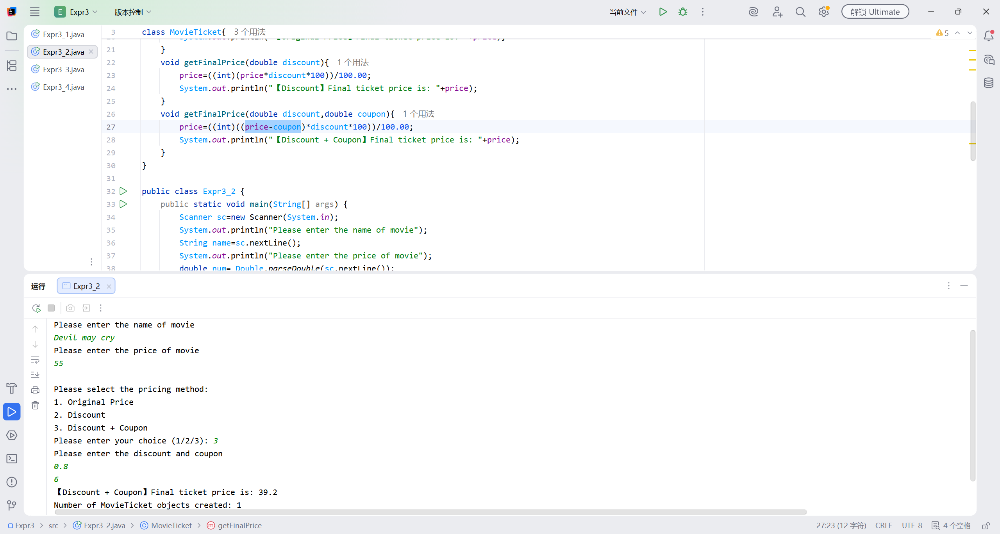 E Expr3 版本控制 当前文件 解锁 Ultimate
Expr3_1.java
Expr3_2.java
Expr3_3.java
Expr3_4.java
3 class MovieTicket{ 3 个用法
5
System.out.println("【Original Price】Final ticket price is: "+price);
21 }
22 void getFinalPrice(double discount){ 1 个用法
23 price=((int)(price*discount*100))/100.00;
24 System.out.println("【Discount】Final ticket price is: "+price);
25 }
26 void getFinalPrice(double discount,double coupon){ 1 个用法
27 price=((int)((price-coupon)*discount*100))/100.00;
28 System.out.println("【Discount + Coupon】Final ticket price is: "+price);
29 }
30 }
31
32 public class Expr3_2 {
33 public static void main(String[] args) {
34 Scanner sc=new Scanner(System.in);
35 System.out.println("Please enter the name of movie");
36 String name=sc.nextLine();
37 System.out.println("Please enter the price of movie");
38 double num= Double.parseDouble(sc.nextLine());
运行 Expr3_2
Please enter the name of movie
Devil may cry
Please enter the price of movie
55
Please select the pricing method:
1. Original Price
2. Discount
3. Discount + Coupon
Please enter your choice (1/2/3): 3
Please enter the discount and coupon
0.8
6
【Discount + Coupon】Final ticket price is: 39.2
Number of MovieTicket objects created: 1
Expr3 > src > Expr3_2.java > MovieTicket > getFinalPrice 27:23 (12 字符) CRLF UTF-8 4 个空格